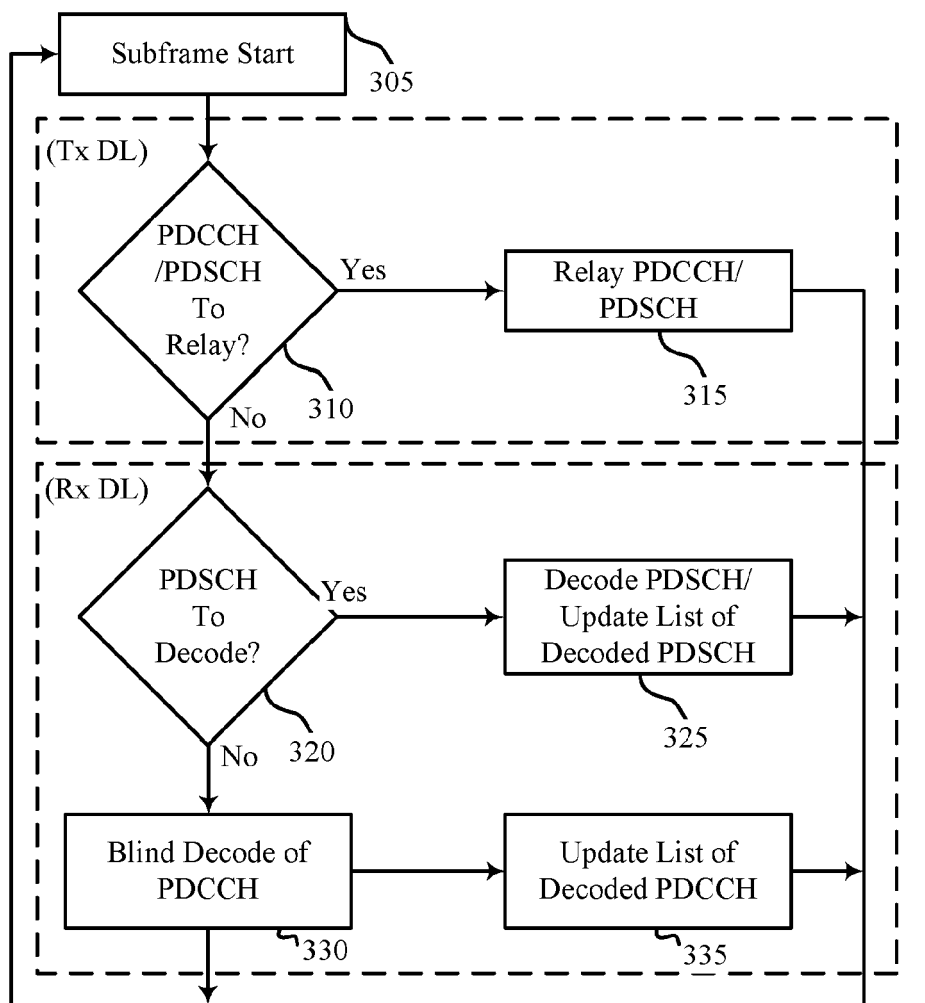 Subframe Start
305
(Tx DL)
PDCCH
/PDSCH
To
Relay?
Yes
Relay PDCCH/
PDSCH
310
315
No
(Rx DL)
PDSCH
To
Decode?
Yes
Decode PDSCH/
Update List of
Decoded PDSCH
320
325
No
Blind Decode of
PDCCH
Update List of
Decoded PDCCH
330
335